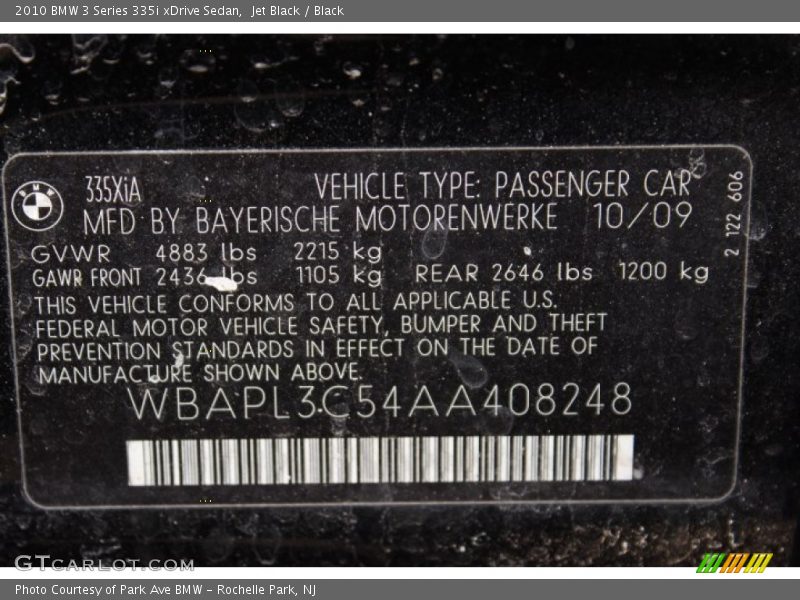 2010 BMW 3 Series 335i xDrive Sedan,  Jet Black / Black
BMW
335XiA VEHICLE TYPE: PASSENGER CAR
MFD BY BAYERISCHE MOTORENWERKE 10/09
GVWR 4883 lbs 2215 kg
GAWR FRONT 2436 lbs 1105 kg REAR 2646 lbs 1200 kg
THIS VEHICLE CONFORMS TO ALL APPLICABLE U.S.
FEDERAL MOTOR VEHICLE SAFETY, BUMPER AND THEFT
PREVENTION STANDARDS IN EFFECT ON THE DATE OF
MANUFACTURE SHOWN ABOVE.
WBAPL3C54AA408248
2 122 606
GTCARLOT.COM
Photo Courtesy of Park Ave BMW - Rochelle Park, NJ